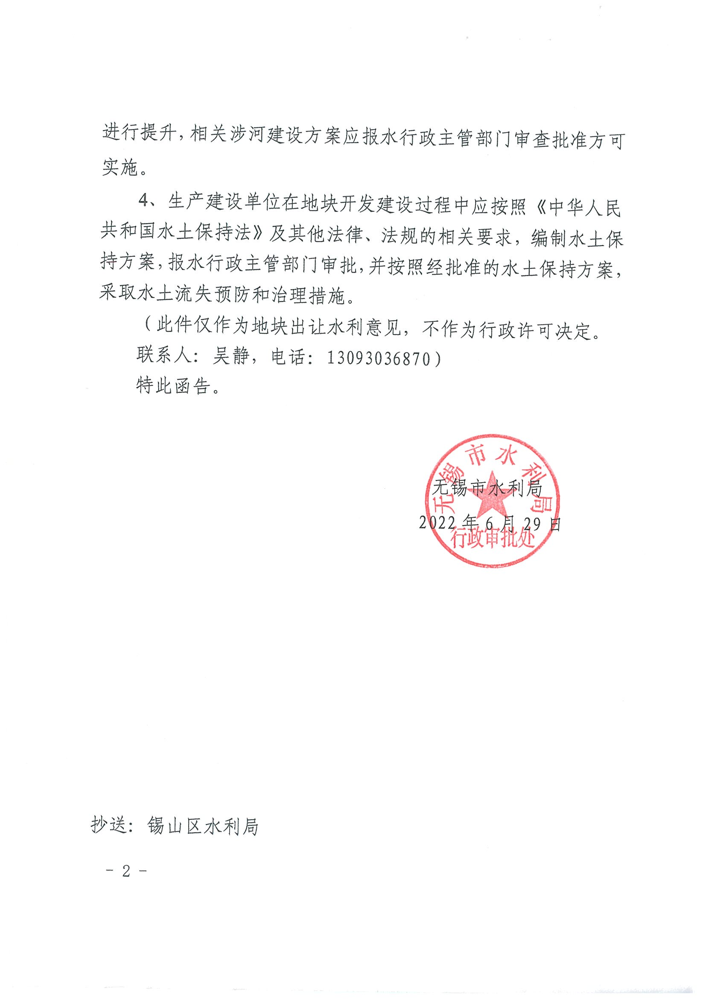 进行提升，相关涉河建设方案应报水行政主管部门审查批准方可
实施。
4、生产建设单位在地块开发建设过程中应按照《中华人民
共和国水土保持法》及其他法律、法规的相关要求，编制水土保
持方案，报水行政主管部门审批，并按照经批准的水土保持方案，
采取水土流失预防和治理措施。
（此件仅作为地块出让水利意见，不作为行政许可决定。
联系人：吴静，电话：13093036870）
特此函告。
无锡市水利局
无锡市水利局
2022 年 6 月 29 日
行政审批处
抄送：锡山区水利局
- 2 -